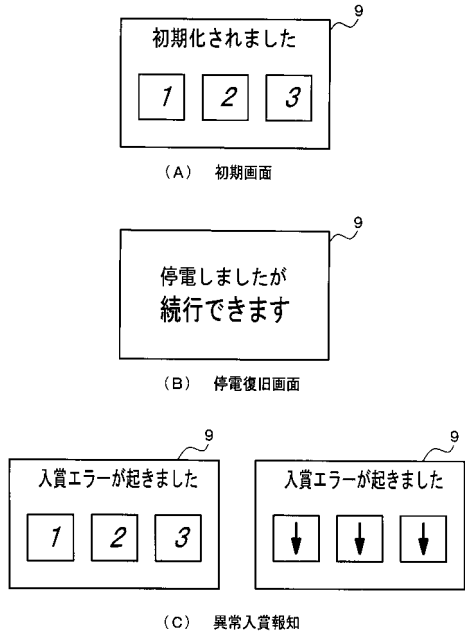 9
初期化されました
1 2 3
(A) 初期画面
9
停電しましたが
続行できます
(B) 停電復旧画面
9
入賞エラーが起きました
1 2 3
9
入賞エラーが起きました
↓ ↓ ↓
(C) 異常入賞報知